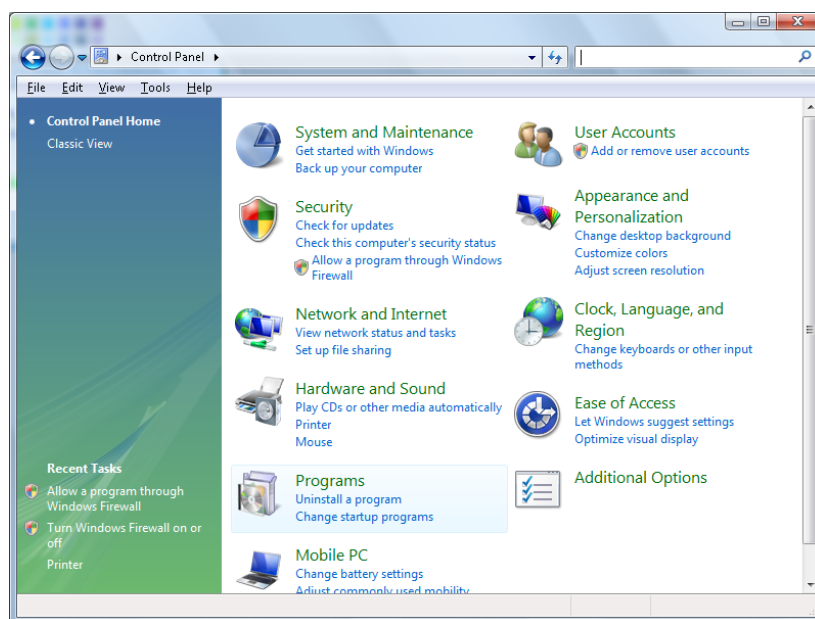 Control Panel
File Edit View Tools Help
Control Panel Home
Classic View
Recent Tasks
Allow a program through
Windows Firewall
Turn Windows Firewall on or
off
Printer
System and Maintenance
Get started with Windows
Back up your computer
Security
Check for updates
Check this computer's security status
Allow a program through Windows
Firewall
Network and Internet
View network status and tasks
Set up file sharing
Hardware and Sound
Play CDs or other media automatically
Printer
Mouse
Programs
Uninstall a program
Change startup programs
Mobile PC
Change battery settings
Adjust commonly used mobility
User Accounts
Add or remove user accounts
Appearance and
Personalization
Change desktop background
Customize colors
Adjust screen resolution
Clock, Language, and
Region
Change keyboards or other input
methods
Ease of Access
Let Windows suggest settings
Optimize visual display
Additional Options